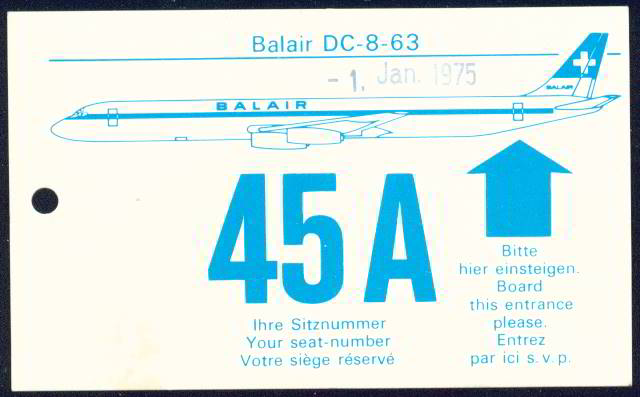 Balair DC-8-63
- 1. Jan. 1975
BALAIR
BALAIR
45 A
Ihre Sitznummer
Your seat-number
Votre siège réservé
Bitte
hier einsteigen.
Board
this entrance
please.
Entrez
par ici s.v.p.